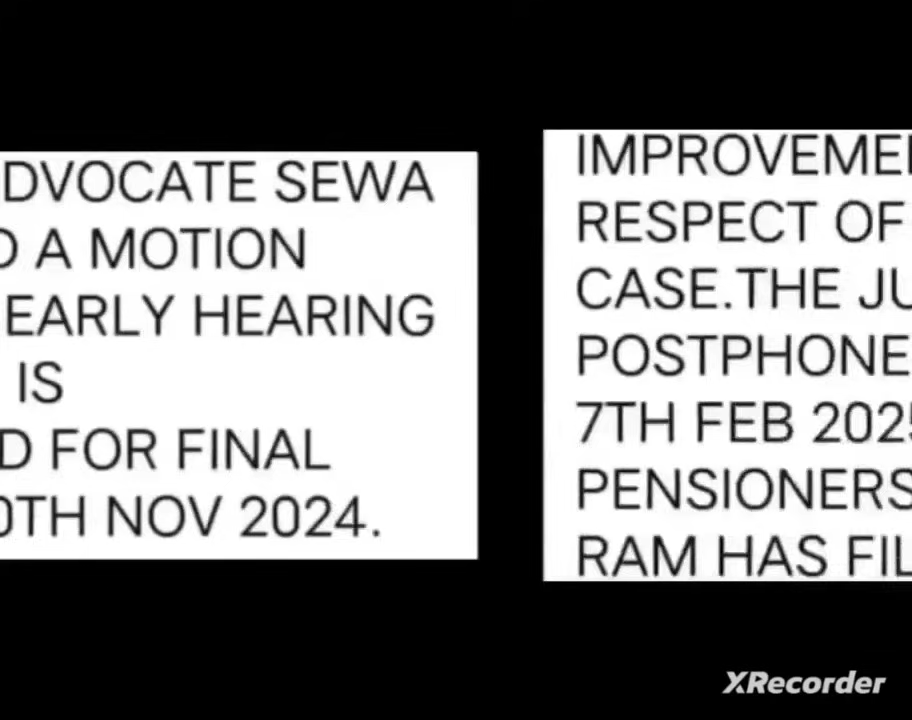 DVOCATE SEWA
A MOTION
EARLY HEARING
IS
D FOR FINAL
0TH NOV 2024.
IMPROVEME
RESPECT OF
CASE.THE JU
POSTPHONE
7TH FEB 202
PENSIONERS
RAM HAS FIL
XRecorder